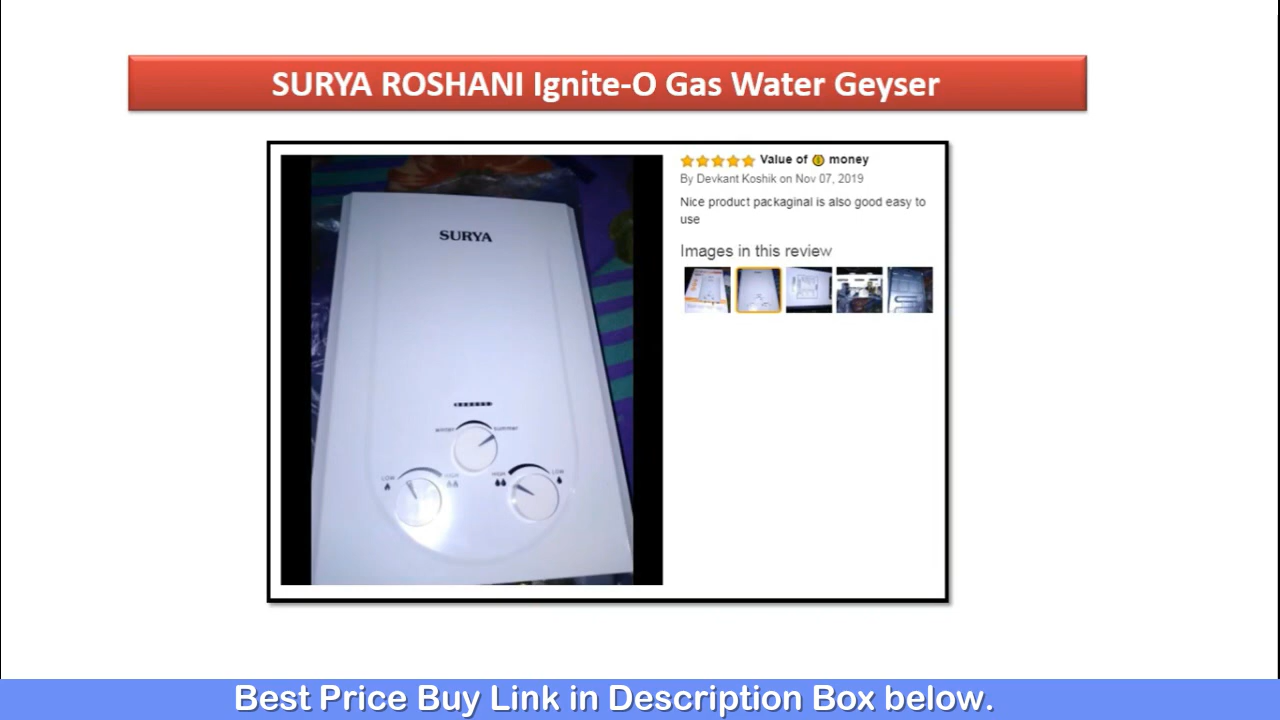 SURYA ROSHANI Ignite-O Gas Water Geyser
Value of money
By Devkant Koshik on Nov 07, 2019
Nice product packaginal is also good easy to
use
Images in this review
SURYA
winter summer
LOW HIGH HIGH LOW
Best Price Buy Link in Description Box below.